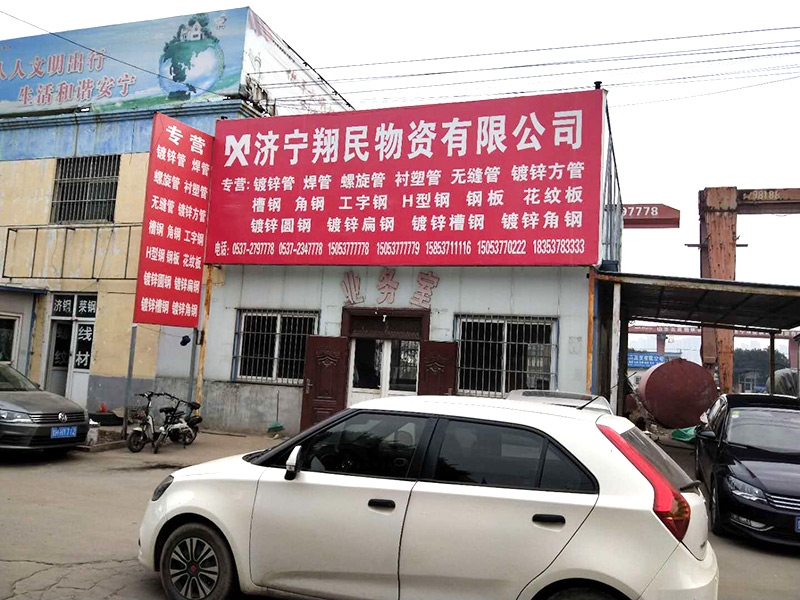 人人文明出行
生活和谐安宁
专营
镀锌管 焊管
螺旋管 衬塑管
无缝管 镀锌方管
槽钢 角钢 工字钢
H型钢 钢板 花纹板
镀锌圆钢 镀锌扁钢
镀锌槽钢 镀锌角钢
济宁翔民物资有限公司
专营: 镀锌管 焊管 螺旋管 衬塑管 无缝管 镀锌方管
槽钢 角钢 工字钢 H型钢 钢板 花纹板
镀锌圆钢 镀锌扁钢 镀锌槽钢 镀锌角钢
电话: 0537-2797778 0537-2347778 15053777778 15053777779 15853711116 15053770222 18353783333
业务室
济钢 莱钢
线材
线材
97778